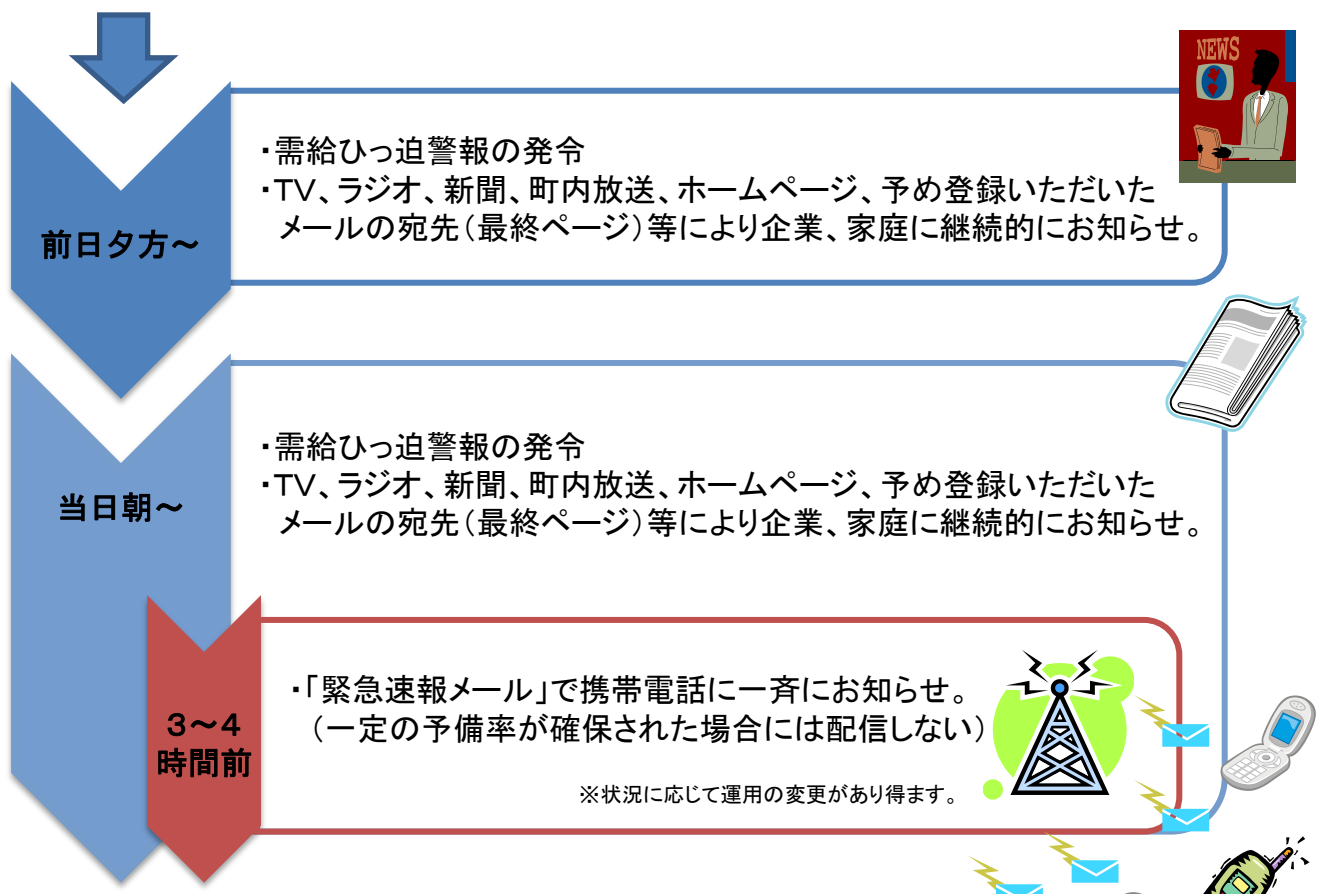 NEWS
前日夕方～
・需給ひっ迫警報の発令
・TV、ラジオ、新聞、町内放送、ホームページ、予め登録いただいた
メールの宛先（最終ページ）等により企業、家庭に継続的にお知らせ。
当日朝～
・需給ひっ迫警報の発令
・TV、ラジオ、新聞、町内放送、ホームページ、予め登録いただいた
メールの宛先（最終ページ）等により企業、家庭に継続的にお知らせ。
３～４
時間前
・「緊急速報メール」で携帯電話に一斉にお知らせ。
（一定の予備率が確保された場合には配信しない）
※状況に応じて運用の変更があり得ます。